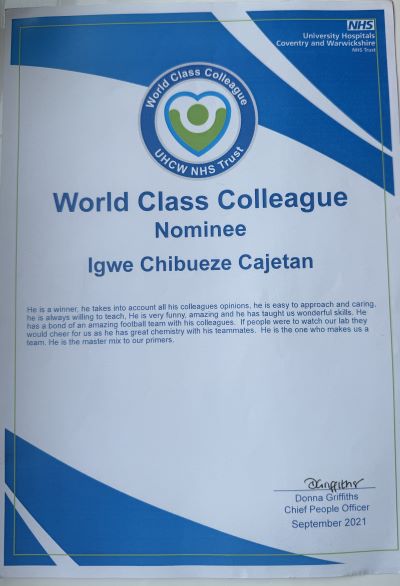 NHS
University Hospitals
Coventry and Warwickshire
NHS Trust
World Class Colleague
UHCW NHS Trust
World Class Colleague
Nominee
Igwe Chibueze Cajetan
He is a winner, he takes into account all his colleagues opinions, he is easy to approach and caring,
he is always willing to teach, He is very funny, amazing and he has taught us wonderful skills. He
has a bond of an amazing football team with his colleagues. If people were to watch our lab they
would cheer for us as he has great chemistry with his teammates. He is the one who makes us a
team. He is the master mix to our primers.
DGriffiths
Donna Griffiths
Chief People Officer
September 2021